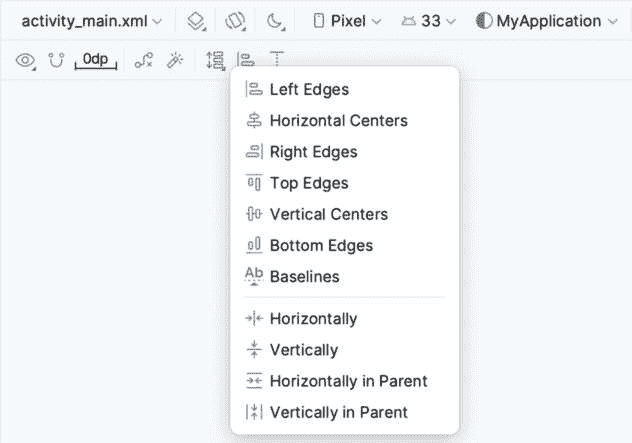 activity_main.xml Pixel 33 MyApplication
0dp
Left Edges
Horizontal Centers
Right Edges
Top Edges
Vertical Centers
Bottom Edges
Ab Baselines
Horizontally
Vertically
Horizontally in Parent
Vertically in Parent